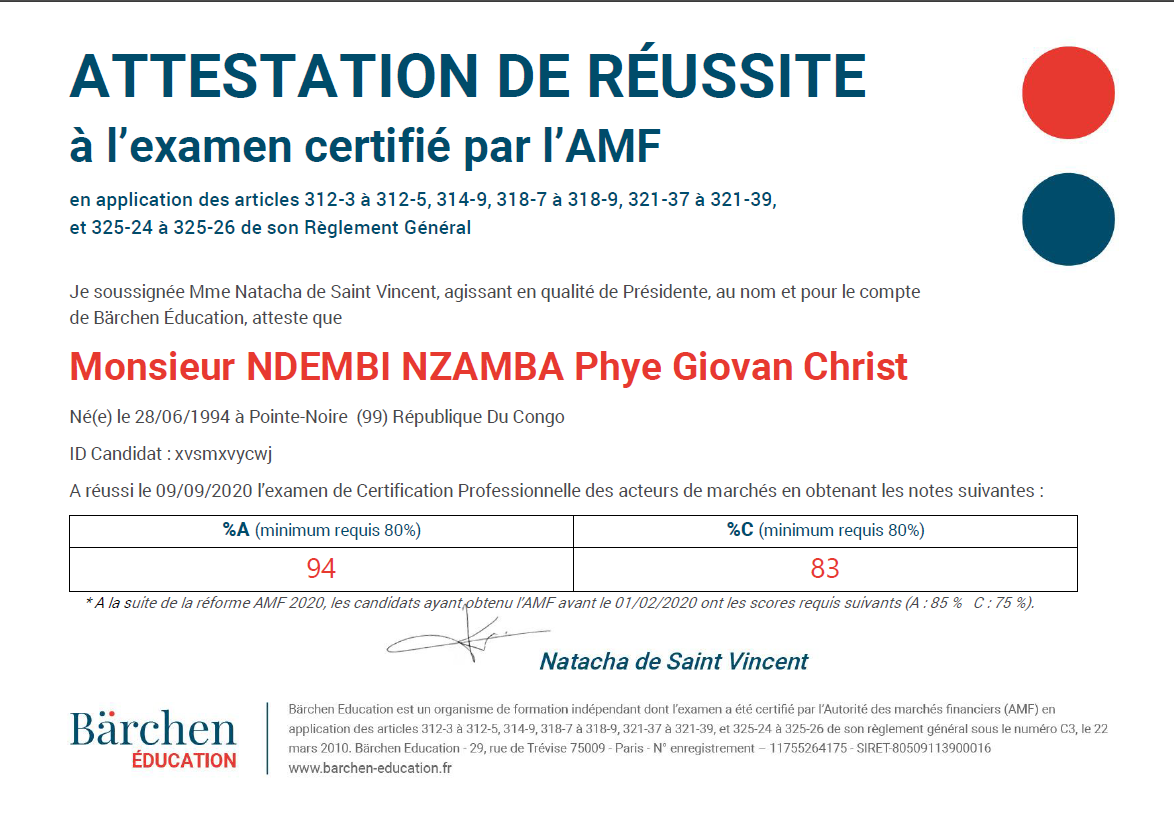 ATTESTATION DE RÉUSSITE
à l’examen certifié par l’AMF
en application des articles 312-3 à 312-5, 314-9, 318-7 à 318-9, 321-37 à 321-39,
et 325-24 à 325-26 de son Règlement Général
Je soussignée Mme Natacha de Saint Vincent, agissant en qualité de Présidente, au nom et pour le compte
de Bärchen Éducation, atteste que
Monsieur NDEMBI NZAMBA Phye Giovan Christ
Né(e) le 28/06/1994 à Pointe-Noire (99) République Du Congo
ID Candidat : xvsmxvycwj
A réussi le 09/09/2020 l’examen de Certification Professionnelle des acteurs de marchés en obtenant les notes suivantes :
%A (minimum requis 80%) %C (minimum requis 80%)
94 83
* A la suite de la réforme AMF 2020, les candidats ayant obtenu l’AMF avant le 01/02/2020 ont les scores requis suivants (A : 85 % C : 75 %).
Natacha de Saint Vincent
Bärchen
ÉDUCATION
Bärchen Education est un organisme de formation indépendant dont l’examen a été certifié par l’Autorité des marchés financiers (AMF) en
application des articles 312-3 à 312-5, 314-9, 318-7 à 318-9, 321-37 à 321-39, et 325-24 à 325-26 de son règlement général sous le numéro C3, le 22
mars 2010. Bärchen Education - 29, rue de Trévise 75009 - Paris - N° enregistrement – 11755264175 - SIRET-80509113900016
www.barchen-education.fr